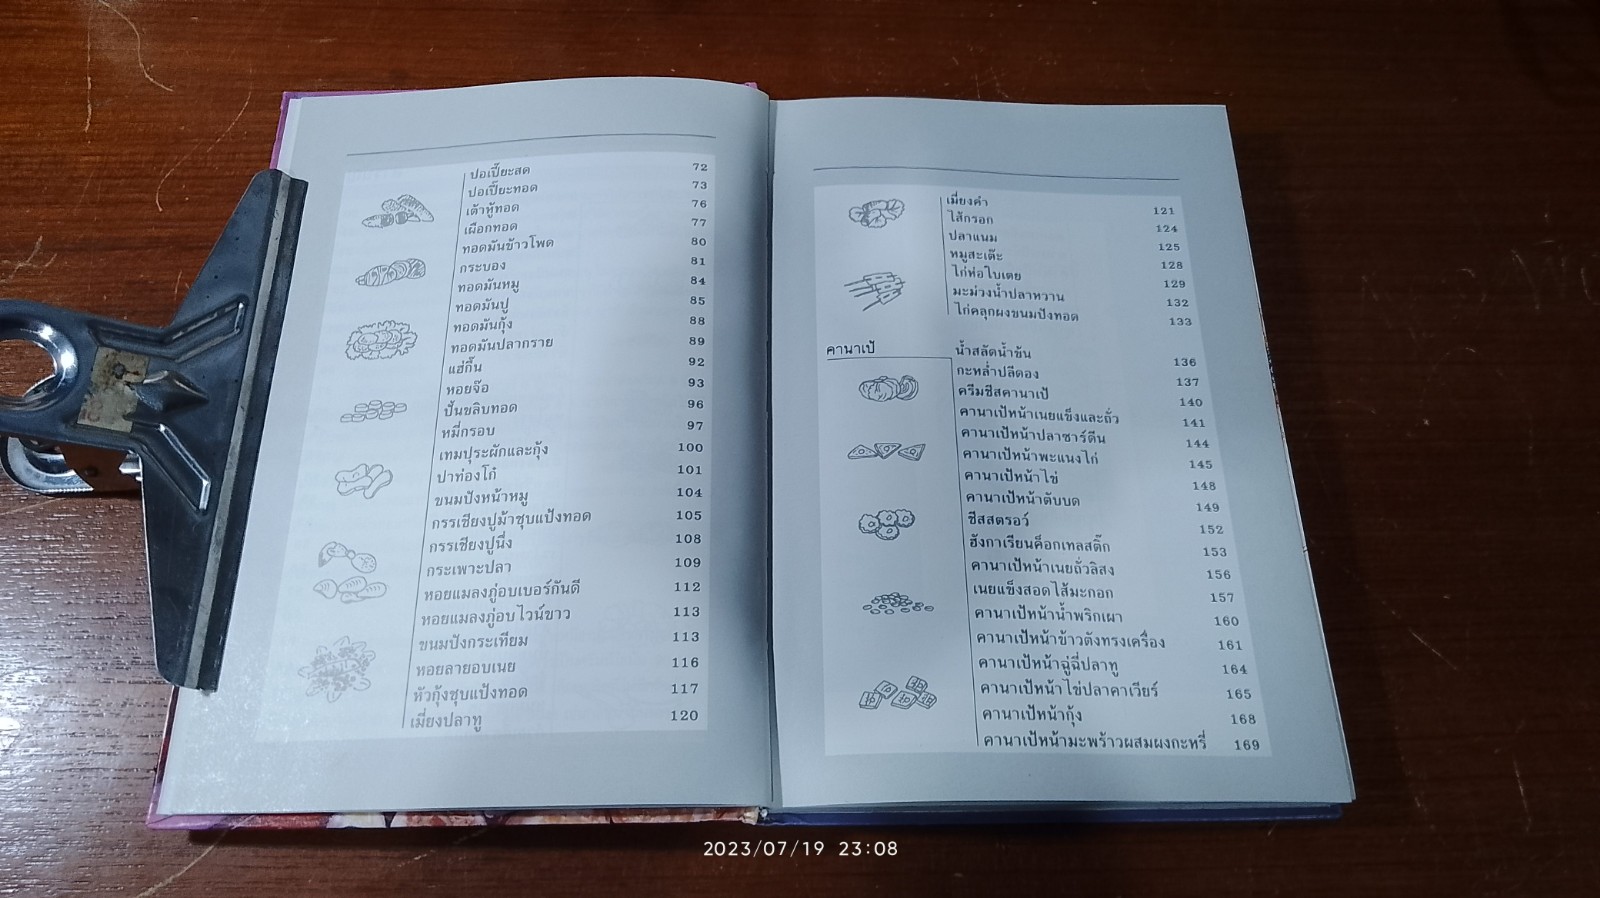 ปอเปี๊ยะสด 72
ปอเปี๊ยะทอด 73
เต้าหู้ทอด 76
เผือกทอด 77
ทอดมันข้าวโพด 80
กระบอง 81
ทอดมันหมู 84
ทอดมันปู 85
ทอดมันกุ้ง 88
ทอดมันปลากราย 89
แฮ่กึ๊น 92
หอยจ๊อ 93
ปั้นขลิบทอด 96
หมี่กรอบ 97
เทมปุระผักและกุ้ง 100
ปาท่องโก๋ 101
ขนมปังหน้าหมู 104
กรรเชียงปูม้าชุบแป้งทอด 105
กรรเชียงปูนึ่ง 108
กระเพาะปลา 109
หอยแมลงภู่อบเบอร์กันดี 112
หอยแมลงภู่อบไวน์ขาว 113
ขนมปังกระเทียม 113
หอยลายอบเนย 116
หัวกุ้งชุบแป้งทอด 117
เมี่ยงปลาทู 120
เมี่ยงคำ 121
ไส้กรอก 124
ปลาแนม 125
หมูสะเต๊ะ 128
ไก่ห่อใบเตย 129
มะม่วงน้ำปลาหวาน 132
ไก่คลุกผงขนมปังทอด 133
คานาเป้
น้ำสลัดน้ำข้น 136
กะหล่ำปลีดอง 137
ครีมชีสคานาเป้ 140
คานาเป้หน้าเนยแข็งและถั่ว 141
คานาเป้หน้าปลาซาร์ดีน 144
คานาเป้หน้าพะแนงไก่ 145
คานาเป้หน้าไข่ 148
คานาเป้หน้าตับบด 149
ชีสสตรอว์ 152
ฮังกาเรียนค็อกเทลสติ๊ก 153
คานาเป้หน้าเนยถั่วลิสง 156
เนยแข็งสอดไส้มะกอก 157
คานาเป้หน้าน้ำพริกเผา 160
คานาเป้หน้าข้าวตังทรงเครื่อง 161
คานาเป้หน้าฉู่ฉี่ปลาทู 164
คานาเป้หน้าไข่ปลาคาเวียร์ 165
คานาเป้หน้ากุ้ง 168
คานาเป้หน้ามะพร้าวผสมผงกะหรี่ 169
2023/07/19 23:08